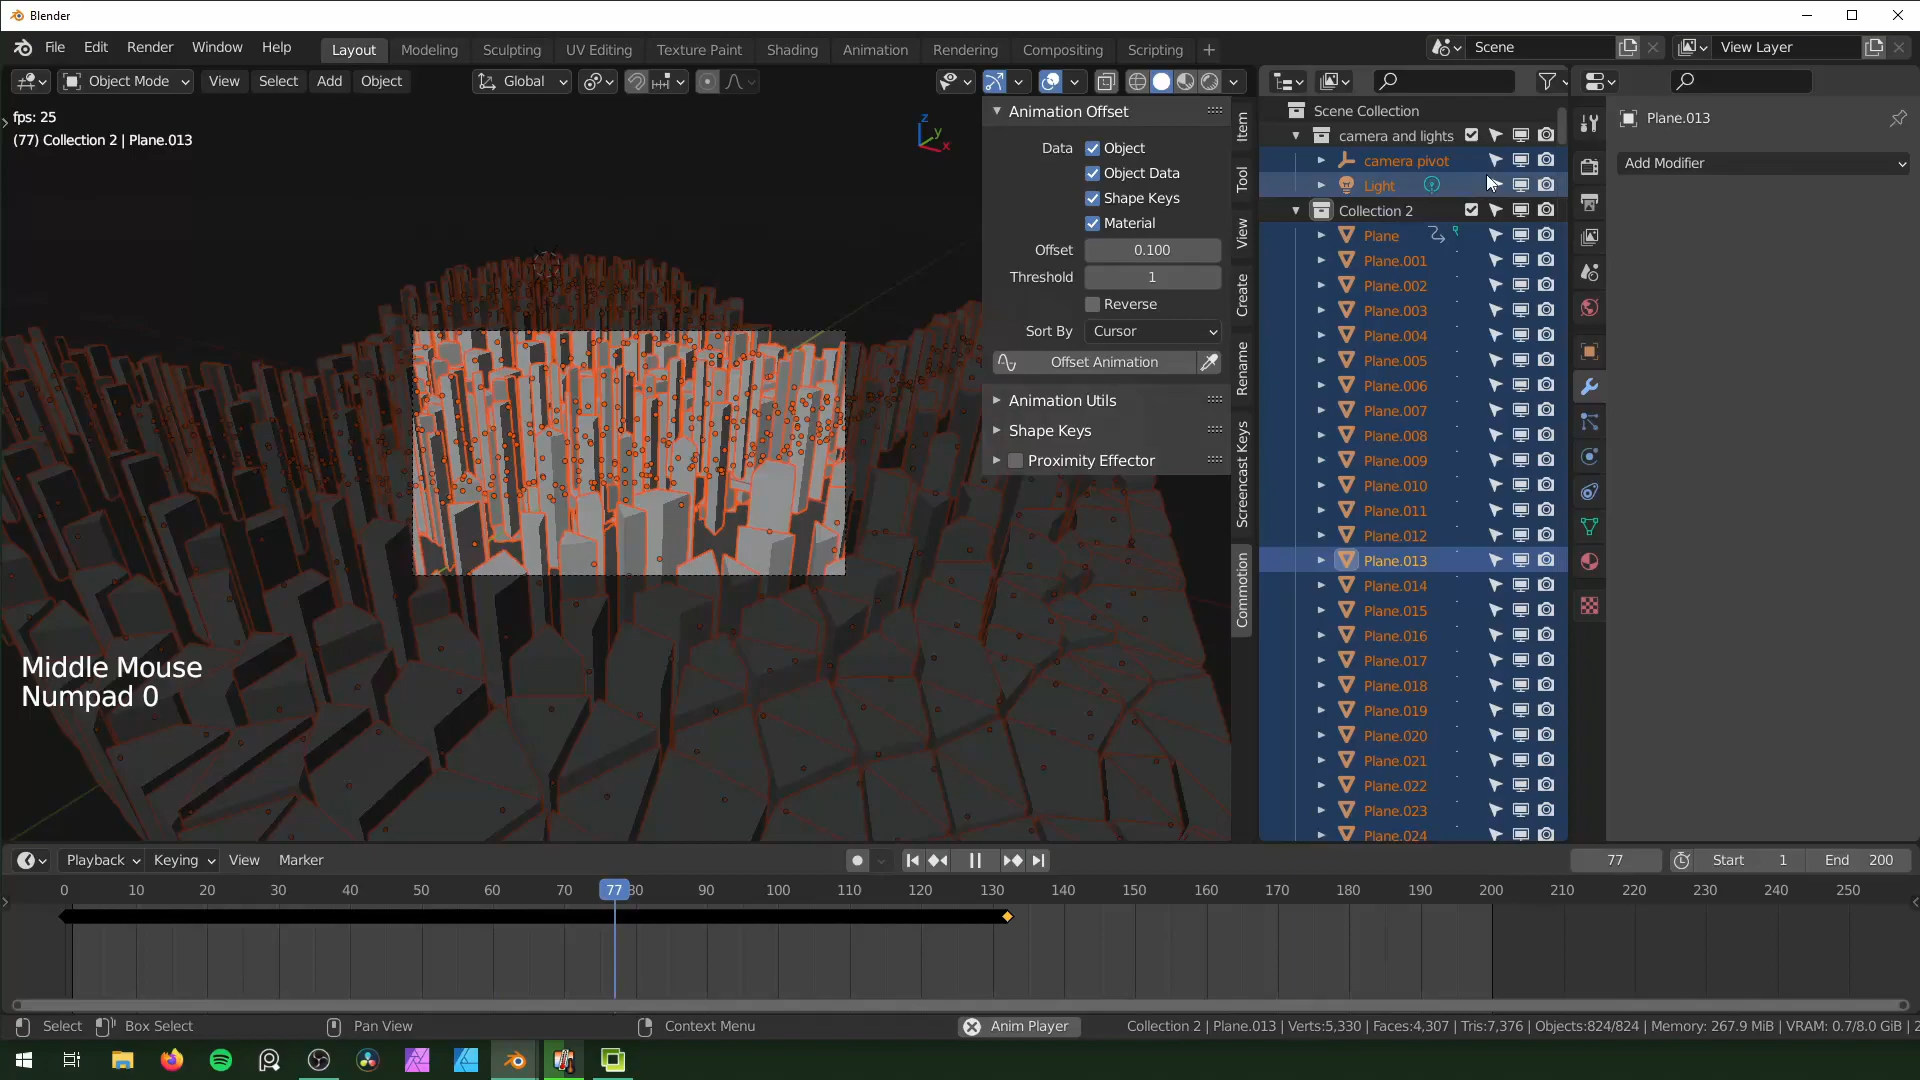 Blender
File Edit Render Window Help
Layout Modeling Sculpting UV Editing Texture Paint Shading Animation Rendering Compositing Scripting +
Scene
View Layer
Object Mode View Select Add Object
Global
fps: 25
(77) Collection 2 | Plane.013
z
y
x
Animation Offset
Data Object
Object Data
Shape Keys
Material
Offset 0.100
Threshold 1
Reverse
Sort By Cursor
Offset Animation
Animation Utils
Shape Keys
Proximity Effector
Item
Tool
View
Create
Rename
Screencast Keys
Commotion
Scene Collection
camera and lights
camera pivot
Light
Collection 2
Plane
Plane.001
Plane.002
Plane.003
Plane.004
Plane.005
Plane.006
Plane.007
Plane.008
Plane.009
Plane.010
Plane.011
Plane.012
Plane.013
Plane.014
Plane.015
Plane.016
Plane.017
Plane.018
Plane.019
Plane.020
Plane.021
Plane.022
Plane.023
Plane.024
Plane.013
Add Modifier
Middle Mouse
Numpad 0
Playback Keying View Marker
77
Start 1
End 200
0 10 20 30 40 50 60 70 77 80 90 100 110 120 130 140 150 160 170 180 190 200 210 220 230 240 250
Select Box Select Pan View Context Menu
Anim Player
Collection 2 | Plane.013 | Verts:5,330 | Faces:4,307 | Tris:7,376 | Objects:824/824 | Memory: 267.9 MiB | VRAM: 0.7/8.0 GiB | 2